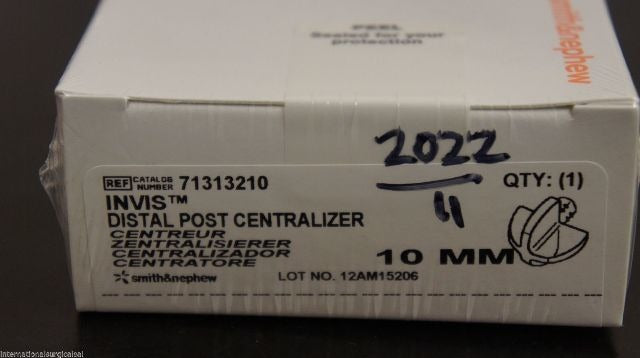 PEEL
Sealed for your
protection
smith&nephew
2022
11
REF CATALOG NUMBER 71313210
QTY: (1)
INVIS™
DISTAL POST CENTRALIZER
CENTREUR
ZENTRALISIERER
CENTRALIZADOR
CENTRATORE
10 MM
smith&nephew
LOT NO. 12AM15206